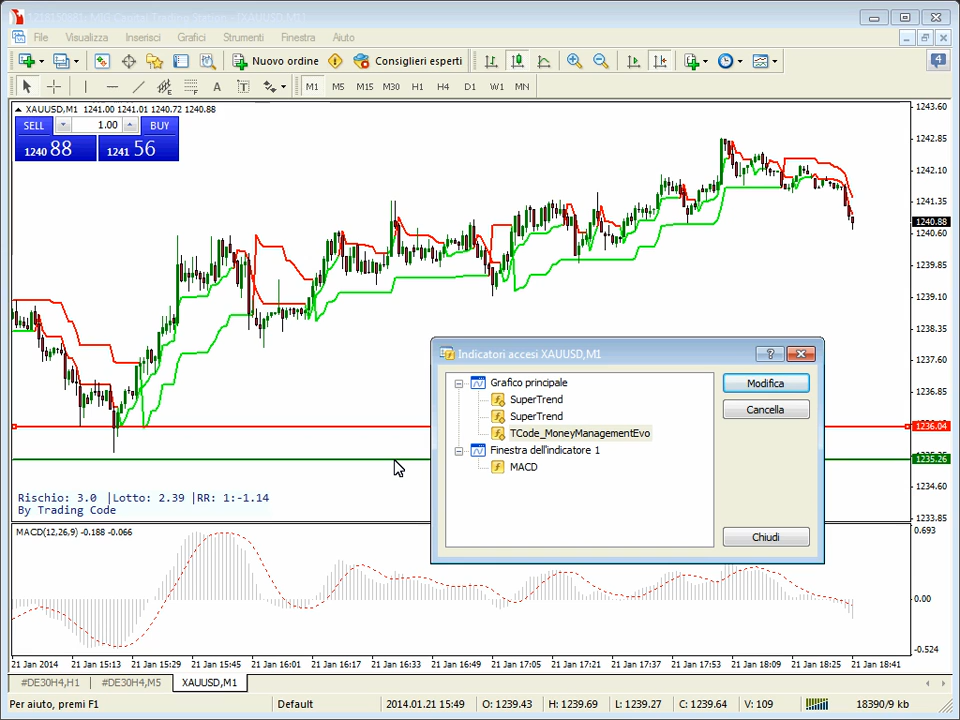 1219158881: MIG Capital Trading Station - [XAUUSD,M1]
File Visualizza Inserisci Grafici Strumenti Finestra Aiuto
Nuovo ordine Consiglieri esperti 4
A T M1 M5 M15 M30 H1 H4 D1 W1 MN
XAUUSD,M1 1241.00 1241.01 1240.72 1240.88
SELL 1.00 BUY
1240 88 1241 56
1243.60
1242.85
1242.10
1241.35
1240.88
1240.60
1239.85
1239.10
1238.35
1237.60
1236.85
1236.04
1235.26
1234.60
1233.85
Indicatori accesi XAUUSD,M1
Grafico principale
SuperTrend
SuperTrend
TCode_MoneyManagementEvo
Finestra dell'indicatore 1
MACD
Modifica
Cancella
Chiudi
Rischio: 3.0 |Lotto: 2.39 |RR: 1:-1.14
By Trading Code
MACD(12,26,9) -0.188 -0.066
0.693
0.00
-0.524
21 Jan 2014 21 Jan 15:13 21 Jan 15:29 21 Jan 15:45 21 Jan 16:01 21 Jan 16:17 21 Jan 16:33 21 Jan 16:49 21 Jan 17:05 21 Jan 17:21 21 Jan 17:37 21 Jan 17:53 21 Jan 18:09 21 Jan 18:25 21 Jan 18:41
#DE30H4,H1 #DE30H4,M5 XAUUSD,M1
Per aiuto, premi F1 Default 2014.01.21 15:49 O: 1239.43 H: 1239.69 L: 1239.27 C: 1239.64 V: 109 18390/9 kb